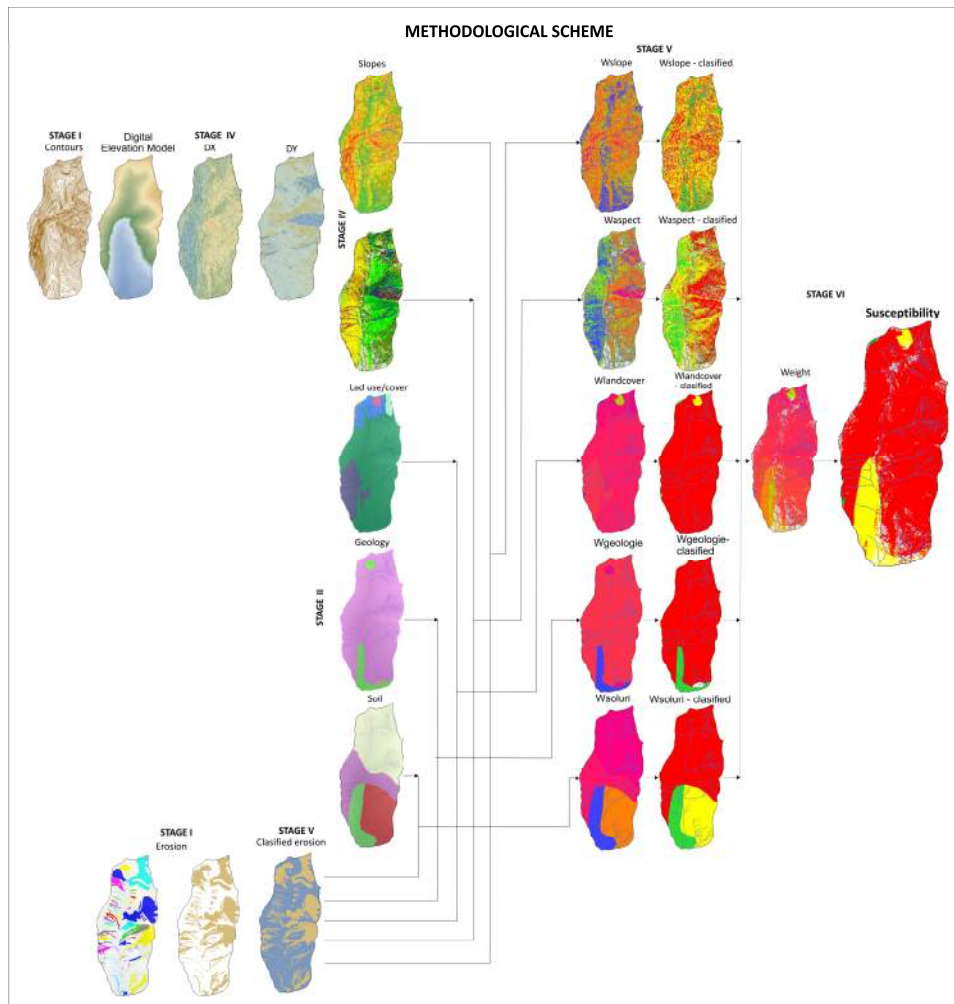 METHODOLOGICAL SCHEME
STAGE V
Slopes
Wslope
Wslope - clasified
STAGE I
Contours
Digital
Elevation Model
STAGE IV
DX
DY
STAGE IV
Waspect
Waspect - clasified
STAGE VI
Susceptibility
Lad use/cover
Wlandcover
Wlandcover
- clasified
Weight
Geology
Wgeologie
Wgeologie-
clasified
STAGE II
Soil
Wsoluri
Wsoluri - clasified
STAGE I
Erosion
STAGE V
Clasified erosion